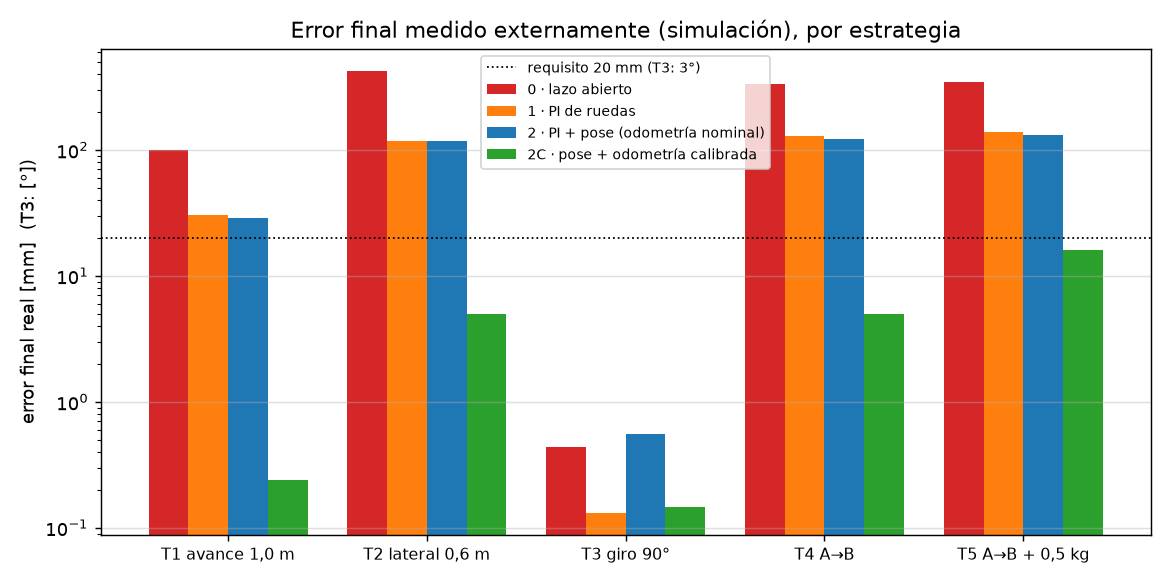 Error final medido externamente (simulación), por estrategia
error final real [mm]   (T3: [°])
10²
10¹
10⁰
10⁻¹
requisito 20 mm (T3: 3°)
0 · lazo abierto
1 · PI de ruedas
2 · PI + pose (odometría nominal)
2C · pose + odometría calibrada
T1 avance 1,0 m
T2 lateral 0,6 m
T3 giro 90°
T4 A→B
T5 A→B + 0,5 kg